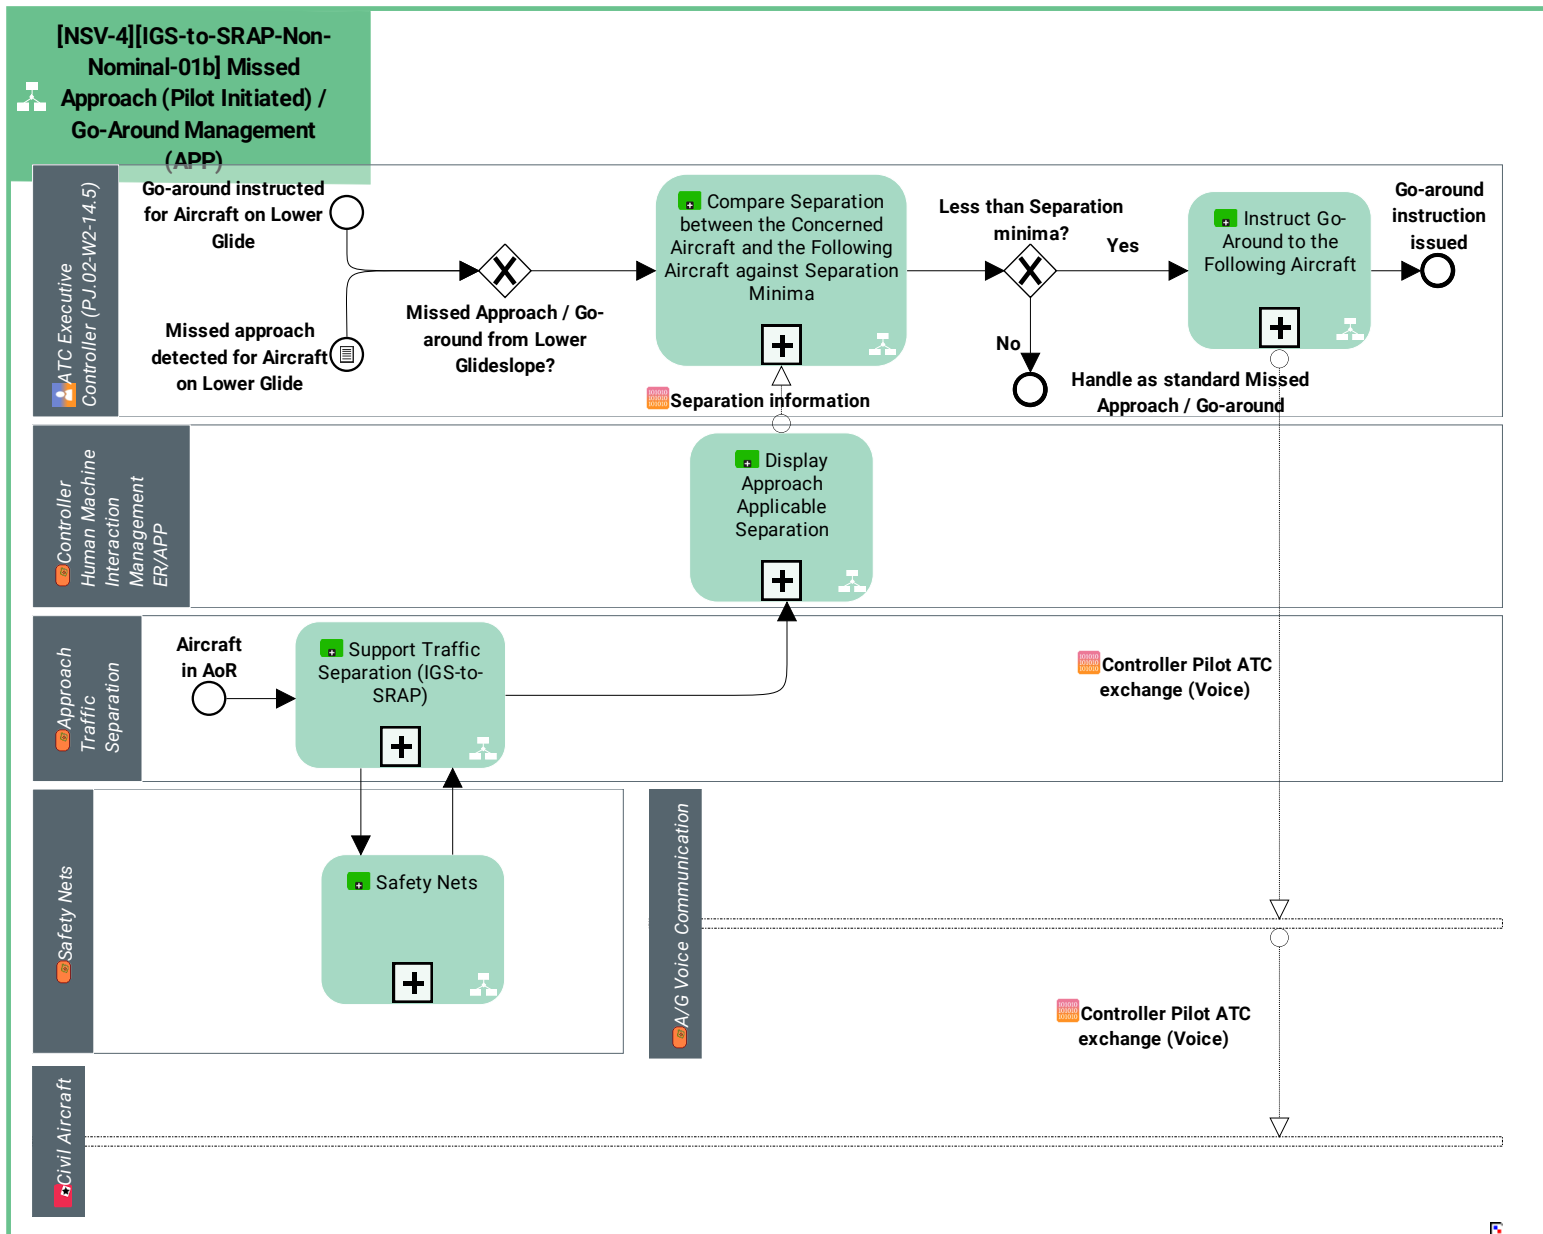 [NSV-4][IGS-to-SRAP-Non-
Nominal-01b] Missed
Approach (Pilot Initiated) /
Go-Around Management
(APP)
ATC Executive
Controller (PJ.02-W2-14.5)
Go-around instructed
for Aircraft on Lower
Glide
Missed approach
detected for Aircraft
on Lower Glide
Missed Approach / Go-
around from Lower
Glideslope?
Compare Separation
between the Concerned
Aircraft and the Following
Aircraft against Separation
Minima
Less than Separation
minima?
Yes
No
Instruct Go-
Around to the
Following Aircraft
Go-around
instruction
issued
Handle as standard Missed
Approach / Go-around
Separation information
Controller
Human Machine
Interaction
Management
ER/APP
Display
Approach
Applicable
Separation
Approach
Traffic
Separation
Aircraft
in AoR
Support Traffic
Separation (IGS-to-
SRAP)
Controller Pilot ATC
exchange (Voice)
Safety Nets
Safety Nets
A/G Voice Communication
Controller Pilot ATC
exchange (Voice)
Civil Aircraft